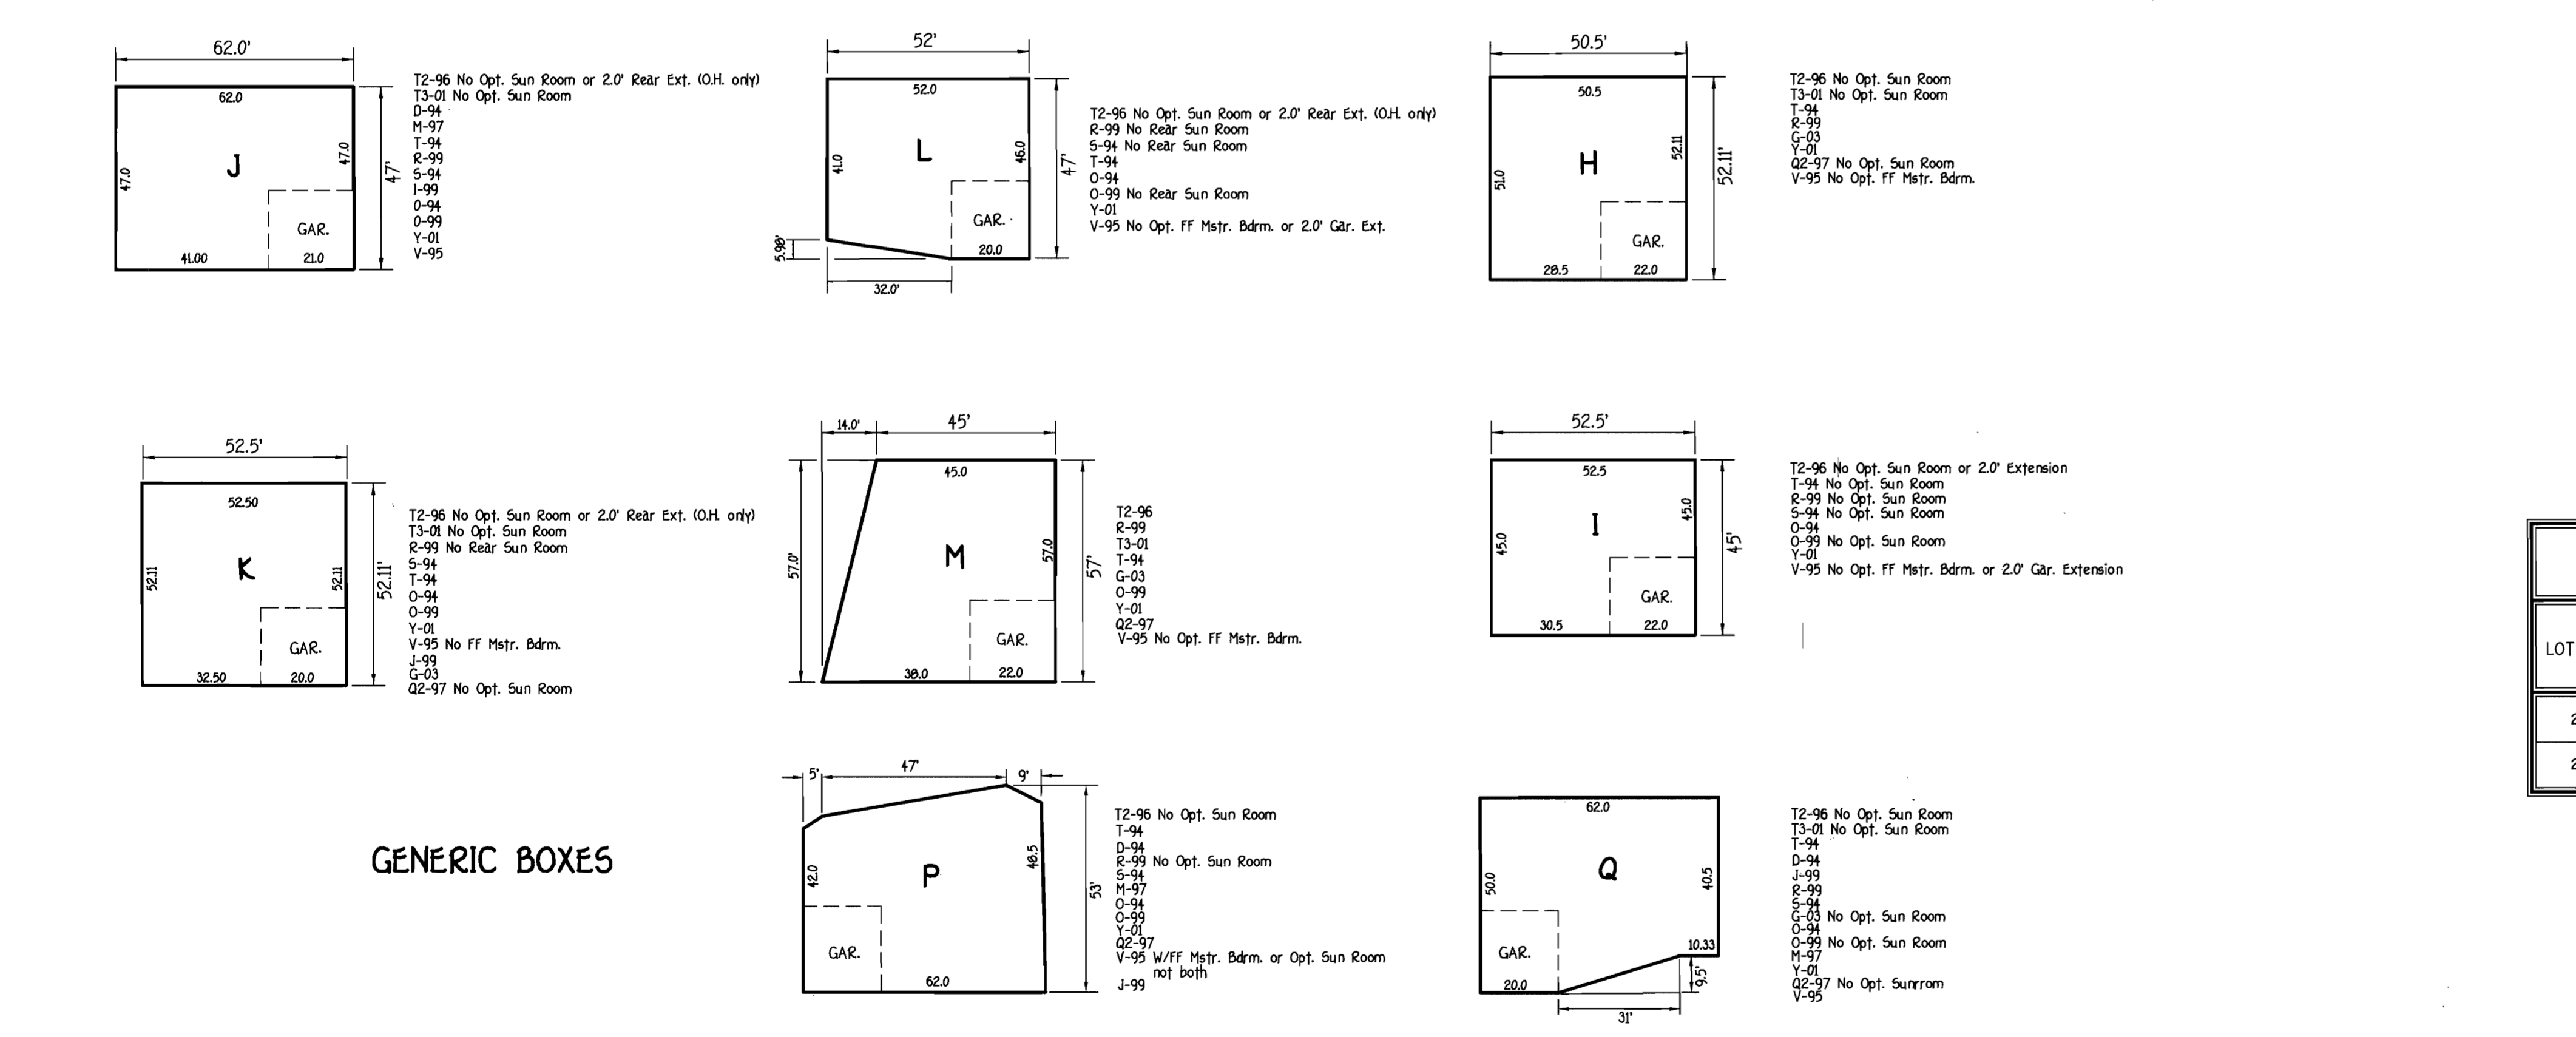 62.0'
62.0
47.0
J
47.0
47'
GAR.
41.00
21.0
T2-96 No Opt. Sun Room or 2.0' Rear Ext. (O.H. only)
T3-01 No Opt. Sun Room
D-94
M-97
T-94
R-99
S-94
I-99
O-94
O-99
Y-01
V-95
52'
52.0
41.0
L
46.0
47'
GAR.
20.0
5.98'
32.0'
T2-96 No Opt. Sun Room or 2.0' Rear Ext. (O.H. only)
R-99 No Rear Sun Room
S-94 No Rear Sun Room
T-94
O-94
O-99 No Rear Sun Room
Y-01
V-95 No Opt. FF Mstr. Bdrm. or 2.0' Gar. Ext.
50.5'
50.5
51.0
H
52.11
52.11'
GAR.
28.5
22.0
T2-96 No Opt. Sun Room
T3-01 No Opt. Sun Room
T-94
R-99
G-03
Y-01
Q2-97 No Opt. Sun Room
V-95 No Opt. FF Mstr. Bdrm.
52.5'
52.50
52.11
K
52.11
52.11'
GAR.
32.50
20.0
T2-96 No Opt. Sun Room or 2.0' Rear Ext. (O.H. only)
T3-01 No Opt. Sun Room
R-99 No Rear Sun Room
S-94
T-94
O-94
O-99
Y-01
V-95 No FF Mstr. Bdrm.
J-99
G-03
Q2-97 No Opt. Sun Room
14.0'
45'
45.0
57.0'
M
57.0
57'
GAR.
38.0
22.0
T2-96
R-99
T3-01
T-94
G-03
O-99
Y-01
Q2-97
V-95 No Opt. FF Mstr. Bdrm.
52.5'
52.5
45.0
I
45.0
45'
GAR.
30.5
22.0
T2-96 No Opt. Sun Room or 2.0' Extension
T-94 No Opt. Sun Room
R-99 No Opt. Sun Room
S-94 No Opt. Sun Room
O-94
O-99 No Opt. Sun Room
Y-01
V-95 No Opt. FF Mstr. Bdrm. or 2.0' Gar. Extension
LOT
2
2
GENERIC BOXES
5'
47'
9'
42.0
P
48.5
53'
GAR.
62.0
T2-96 No Opt. Sun Room
T-94
D-94
R-99 No Opt. Sun Room
S-94
M-97
O-94
O-99
Y-01
Q2-97
V-95 W/FF Mstr. Bdrm. or Opt. Sun Room
not both
J-99
62.0
50.0
Q
40.5
GAR.
10.33
20.0
9.5'
31'
T2-96 No Opt. Sun Room
T3-01 No Opt. Sun Room
T-94
D-94
J-99
R-99
S-94
G-03 No Opt. Sun Room
O-94
O-99 No Opt. Sun Room
M-97
Y-01
Q2-97 No Opt. Sunrrom
V-95